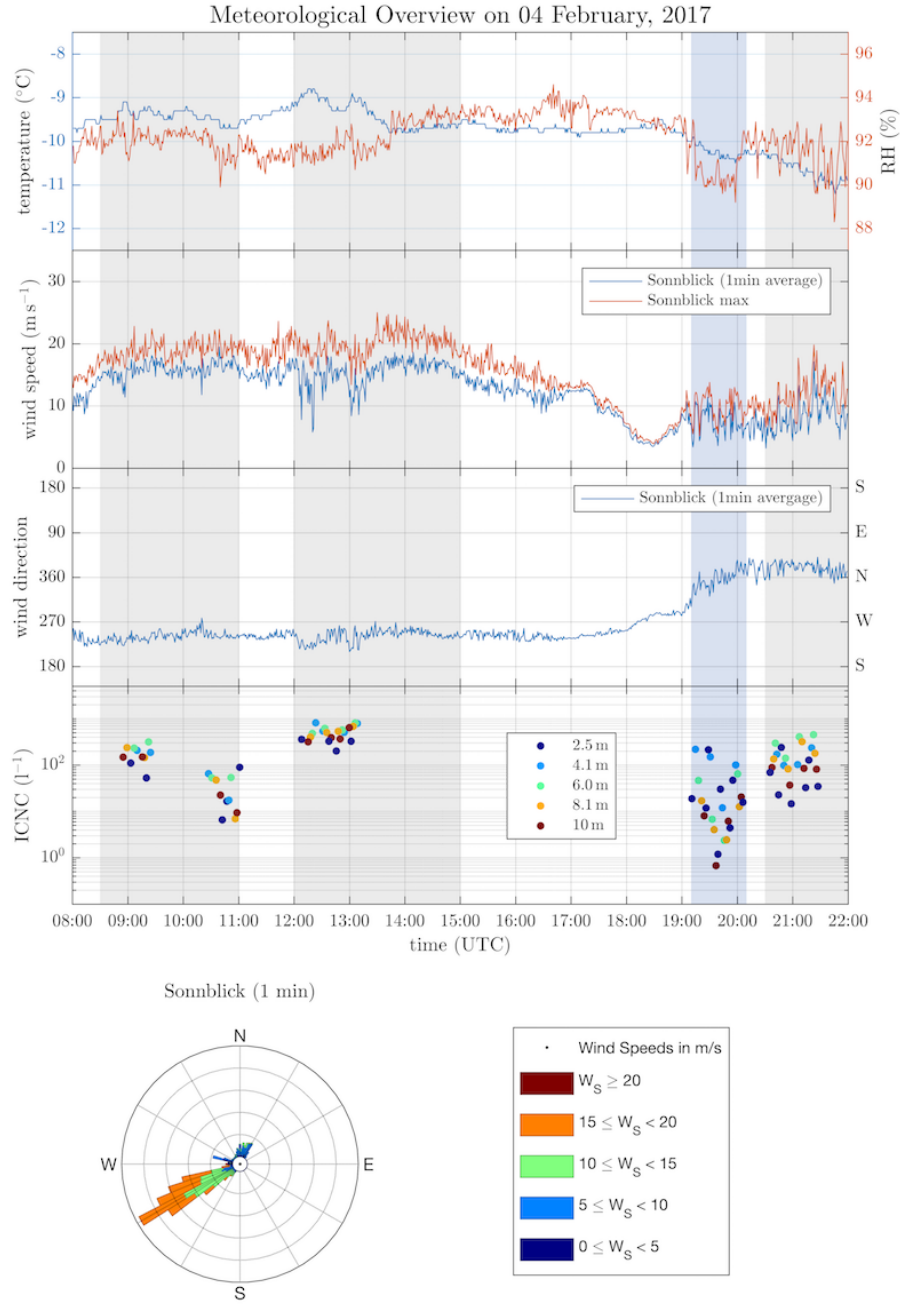 Meteorological Overview on 04 February, 2017
temperature (°C)
-8
-9
-10
-11
-12
96
94
92
90
88
RH (%)
wind speed (m s⁻¹)
30
20
10
0
Sonnblick (1min average)
Sonnblick max
wind direction
180
90
360
270
180
S
E
N
W
S
Sonnblick (1min avergage)
ICNC (l⁻¹)
10²
10⁰
2.5 m
4.1 m
6.0 m
8.1 m
10 m
08:00 09:00 10:00 11:00 12:00 13:00 14:00 15:00 16:00 17:00 18:00 19:00 20:00 21:00 22:00
time (UTC)
Sonnblick (1 min)
N
W
E
S
Wind Speeds in m/s
W_S ≥ 20
15 ≤ W_S < 20
10 ≤ W_S < 15
5 ≤ W_S < 10
0 ≤ W_S < 5